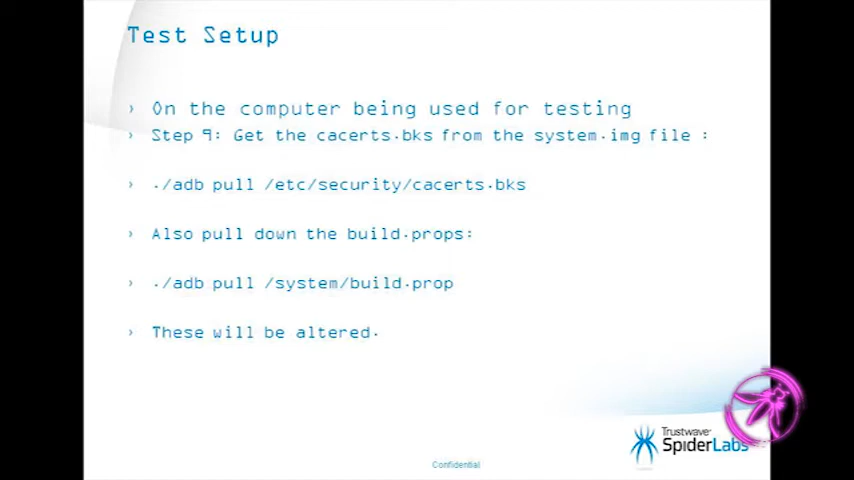 Test Setup
› On the computer being used for testing
› Step 9: Get the cacerts.bks from the system.img file :
› ./adb pull /etc/security/cacerts.bks
› Also pull down the build.props:
› ./adb pull /system/build.prop
› These will be altered.
Trustwave®
SpiderLabs
Confidential